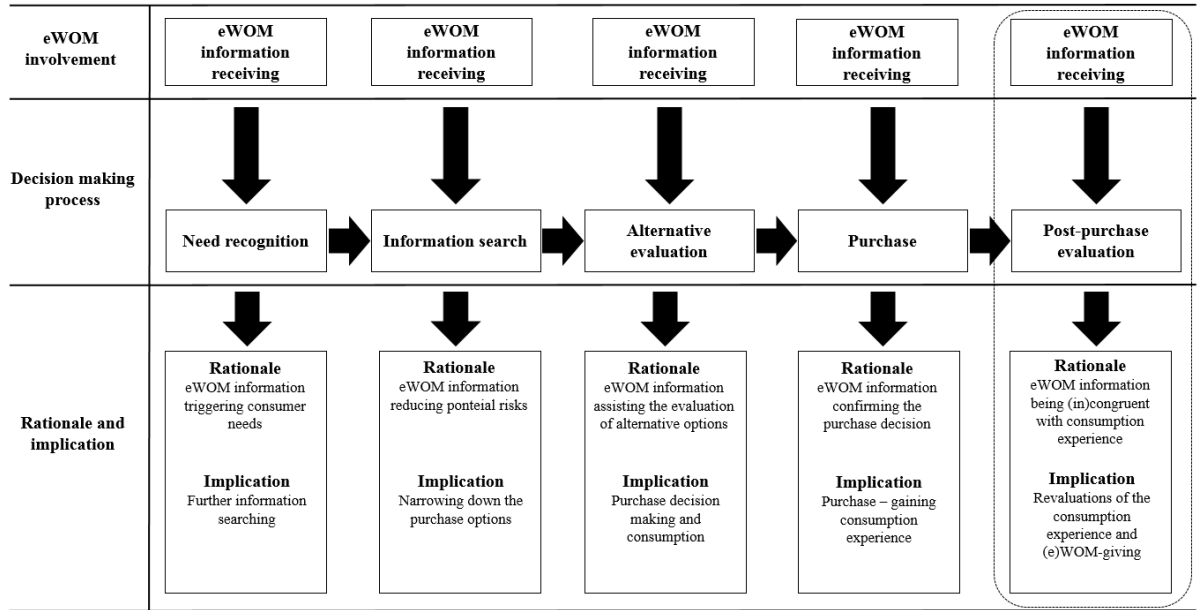 eWOM
involvement
eWOM
information
receiving
eWOM
information
receiving
eWOM
information
receiving
eWOM
information
receiving
eWOM
information
receiving
Decision making
process
Need recognition
Information search
Alternative
evaluation
Purchase
Post-purchase
evaluation
Rationale and
implication
Rationale
eWOM information
triggering consumer
needs
Implication
Further information
searching
Rationale
eWOM information
reducing ponteial risks
Implication
Narrowing down the
purchase options
Rationale
eWOM information
assisting the evaluation
of alternative options
Implication
Purchase decision
making and
consumption
Rationale
eWOM information
confirming the
purchase decision
Implication
Purchase – gaining
consumption
experience
Rationale
eWOM information
being (in)congruent
with consumption
experience
Implication
Revaluations of the
consumption
experience and
(e)WOM-giving